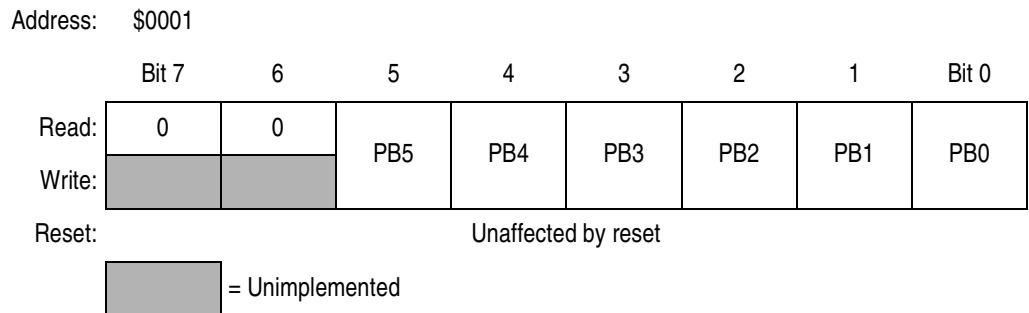 Address: $0001
Bit 7 6 5 4 3 2 1 Bit 0
Read: 0 0
PB5 PB4 PB3 PB2 PB1 PB0
Write:
Reset: Unaffected by reset
= Unimplemented